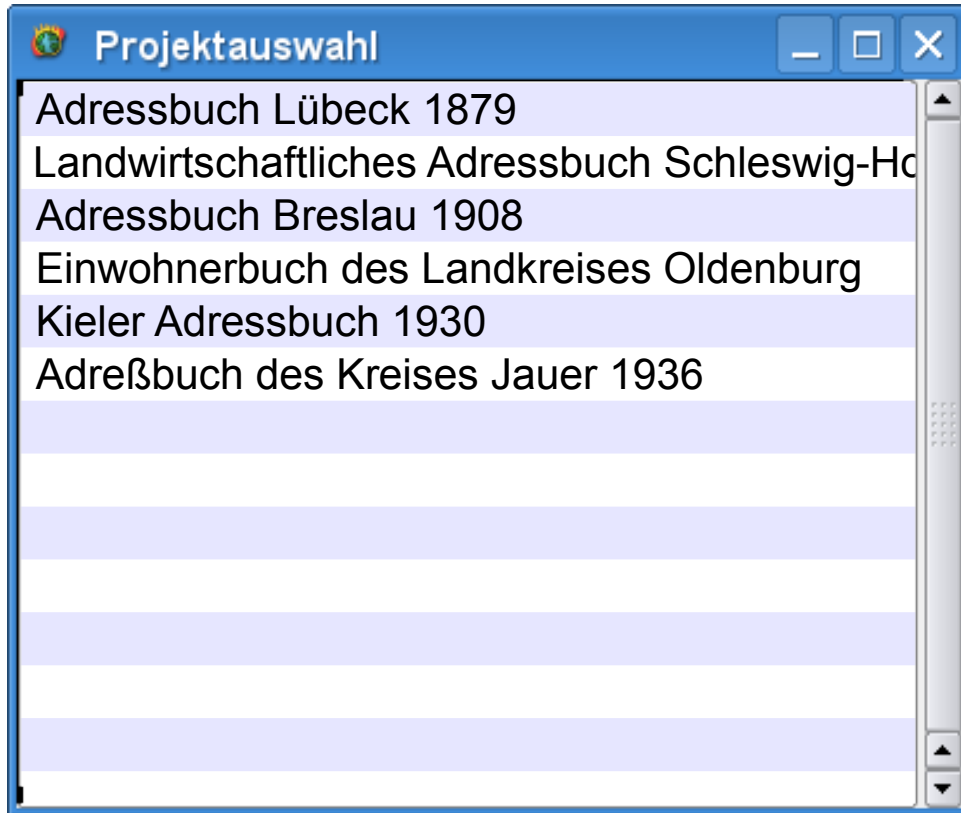 Projektauswahl
Adressbuch Lübeck 1879
Landwirtschaftliches Adressbuch Schleswig-Ho
Adressbuch Breslau 1908
Einwohnerbuch des Landkreises Oldenburg
Kieler Adressbuch 1930
Adreßbuch des Kreises Jauer 1936